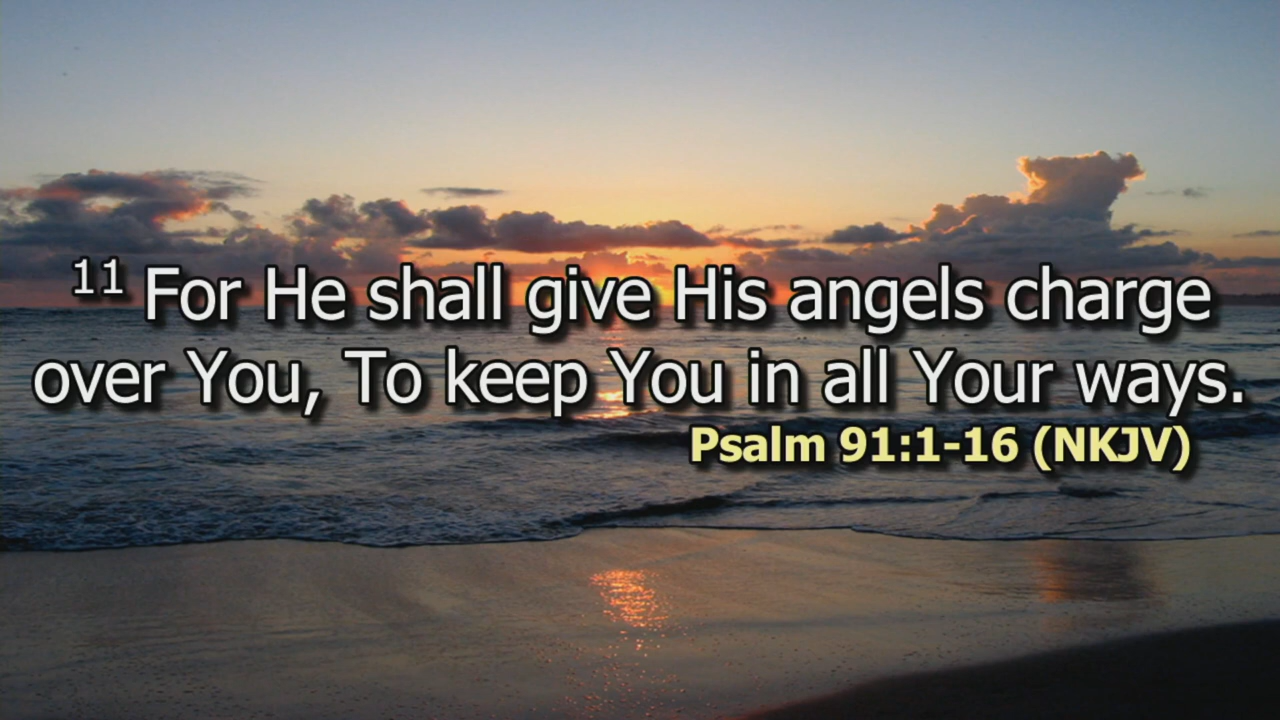 11 For He shall give His angels charge
over You, To keep You in all Your ways.
Psalm 91:1-16 (NKJV)